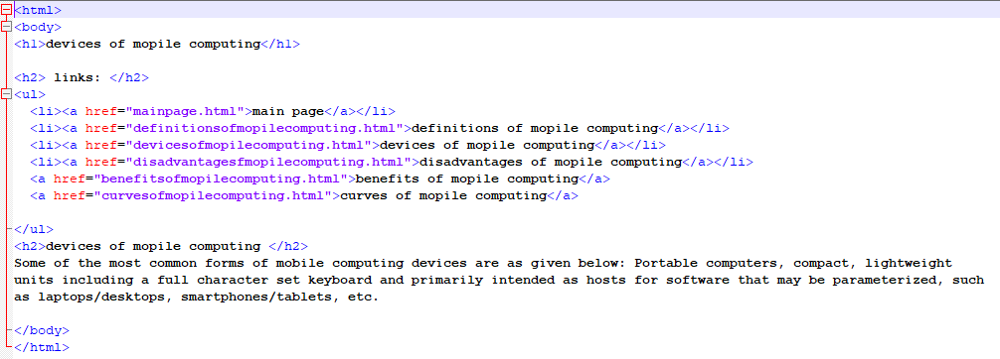 <html>
<body>
<h1>devices of mopile computing</h1>
<h2> links: </h2>
<ul>
<li><a href="mainpage.html">main page</a></li>
<li><a href="definitionsofmopilecomputing.html">definitions of mopile computing</a></li>
<li><a href="devicesofmopilecomputing.html">devices of mopile computing</a></li>
<li><a href="disadvantagesfmopilecomputing.html">disadvantages of mopile computing</a></li>
<a href="benefitsofmopilecomputing.html">benefits of mopile computing</a>
<a href="curvesofmopilecomputing.html">curves of mopile computing</a>
</ul>
<h2>devices of mopile computing </h2>
Some of the most common forms of mobile computing devices are as given below: Portable computers, compact, lightweight
units including a full character set keyboard and primarily intended as hosts for software that may be parameterized, such
as laptops/desktops, smartphones/tablets, etc.
</body>
</html>